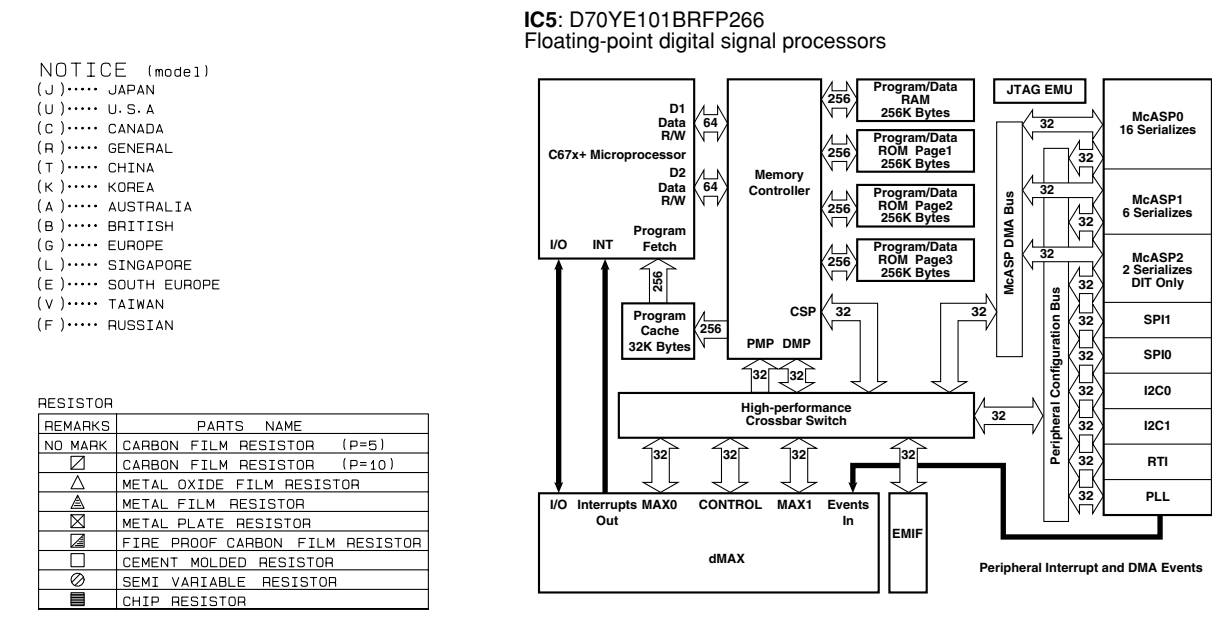 IC5: D70YE101BRFP266
Floating-point digital signal processors
NOTICE (model)
(J)••••• JAPAN
(U)••••• U.S.A
(C)••••• CANADA
(R)••••• GENERAL
(T)••••• CHINA
(K)••••• KOREA
(A)••••• AUSTRALIA
(B)••••• BRITISH
(G)••••• EUROPE
(L)••••• SINGAPORE
(E)••••• SOUTH EUROPE
(V)••••• TAIWAN
(F)••••• RUSSIAN
RESISTOR
REMARKS PARTS NAME
NO MARK CARBON FILM RESISTOR (P=5)
CARBON FILM RESISTOR (P=10)
METAL OXIDE FILM RESISTOR
METAL FILM RESISTOR
METAL PLATE RESISTOR
FIRE PROOF CARBON FILM RESISTOR
CEMENT MOLDED RESISTOR
SEMI VARIABLE RESISTOR
CHIP RESISTOR
D1
Data
R/W
C67x+ Microprocessor
D2
Data
R/W
I/O INT
Program
Fetch
64
64
256
Program
Cache
32K Bytes
256
Memory
Controller
CSP
PMP DMP
256
Program/Data
RAM
256K Bytes
256
Program/Data
ROM Page1
256K Bytes
256
Program/Data
ROM Page2
256K Bytes
256
Program/Data
ROM Page3
256K Bytes
32
32
32 32
High-performance
Crossbar Switch
32
32
32
32
32
I/O Interrupts
Out
MAX0 CONTROL MAX1 Events
In
dMAX
EMIF
JTAG EMU
McASP DMA Bus
Peripheral Configuration Bus
32
32
32
32
32
32
32
32
32
32
32
32
McASP0
16 Serializes
McASP1
6 Serializes
McASP2
2 Serializes
DIT Only
SPI1
SPI0
I2C0
I2C1
RTI
PLL
Peripheral Interrupt and DMA Events